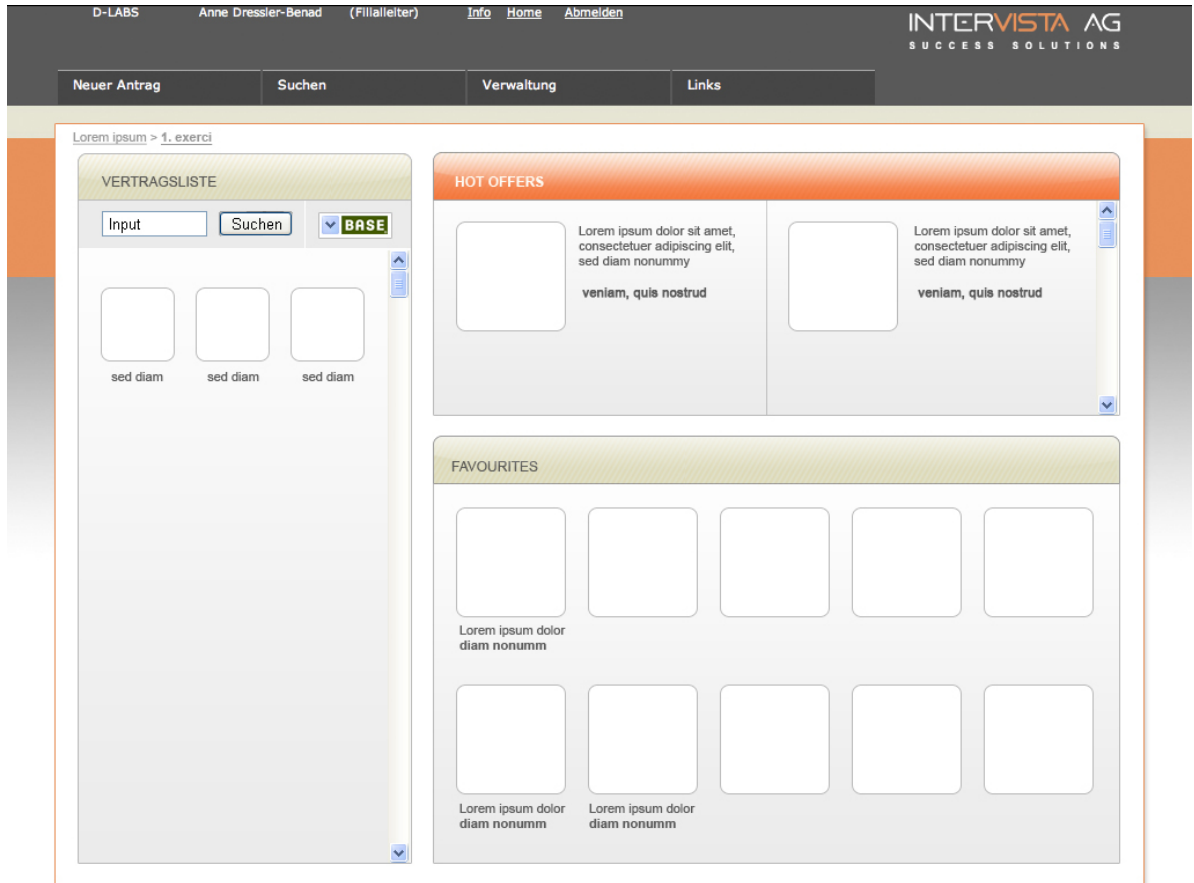 D-LABS Anne Dressler-Benad (Filialleiter) Info Home Abmelden
INTERVISTA AG
SUCCESS SOLUTIONS
Neuer Antrag Suchen Verwaltung Links
Lorem ipsum > 1. exerci
VERTRAGSLISTE
Input Suchen BASE
sed diam sed diam sed diam
HOT OFFERS
Lorem ipsum dolor sit amet,
consectetuer adipiscing elit,
sed diam nonummy
veniam, quis nostrud
Lorem ipsum dolor sit amet,
consectetuer adipiscing elit,
sed diam nonummy
veniam, quis nostrud
FAVOURITES
Lorem ipsum dolor
diam nonumm
Lorem ipsum dolor
diam nonumm
Lorem ipsum dolor
diam nonumm